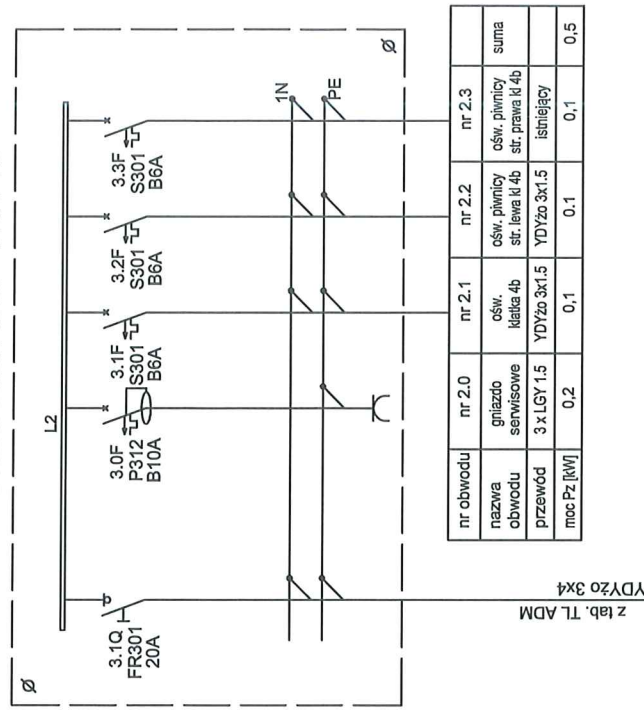 L2
3.1Q
FR301
20A
3.0F
P312
B10A
3.1F
S301
B6A
3.2F
S301
B6A
3.3F
S301
B6A
1N
PE
Ø
Ø
z tab. TL ADM
YDYżo 3x4
nr obwodu nr 2.0 nr 2.1 nr 2.2 nr 2.3
nazwa obwodu gniazdo serwisowe ośw. klatka 4b ośw. piwnicy str. lewa kl 4b ośw. piwnicy str. prawa kl 4b suma
przewód 3 x LGY 1.5 YDYżo 3x1.5 YDYżo 3x1.5 istniejący
moc Pz [kW] 0,2 0,1 0.1 0,1 0,5